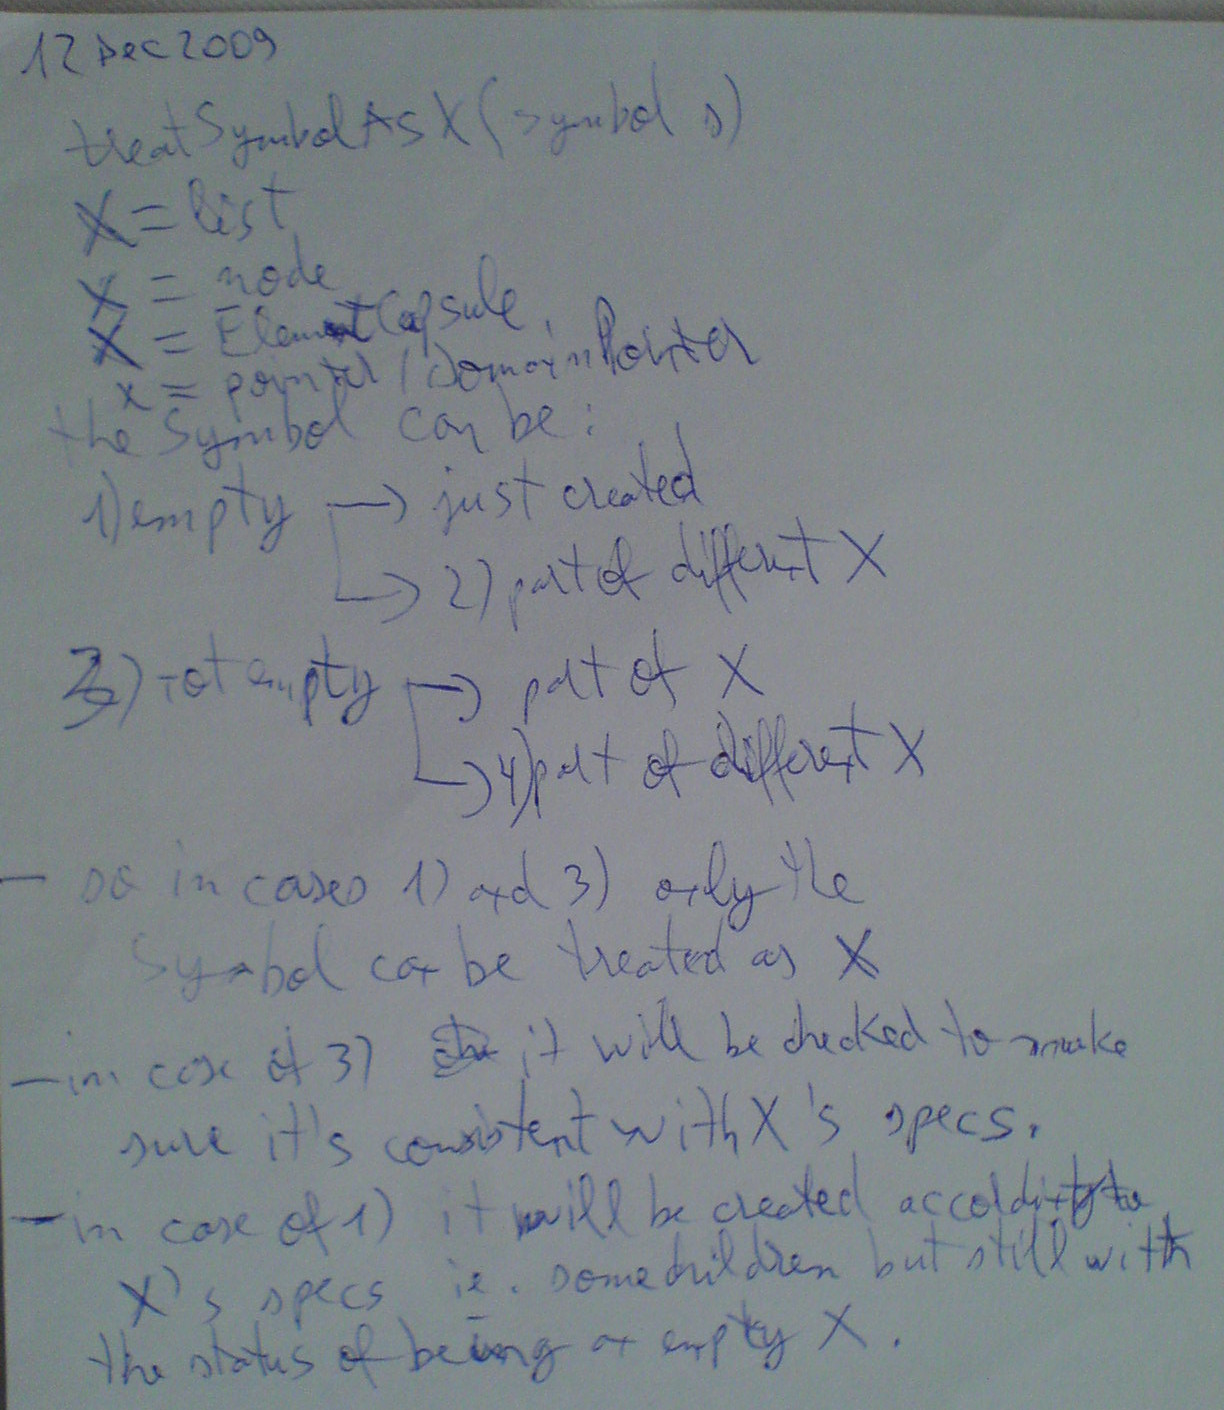 12 Dec 2009
treatSymbolAsX(symbol s)
X = list
X = node
X = ElementCapsule
x = pointer / DomainPointer
the Symbol can be:
1) empty → just created
→ 2) part of different X
3) not empty → part of X
→ 4) part of different X
- so in cases 1) and 3) only the
Symbol can be treated as X
- in case of 3) it will be checked to make
sure it's consistent with X's specs.
- in case of 1) it will be created according to
X's specs ie. some children but still with
the status of being an empty X.